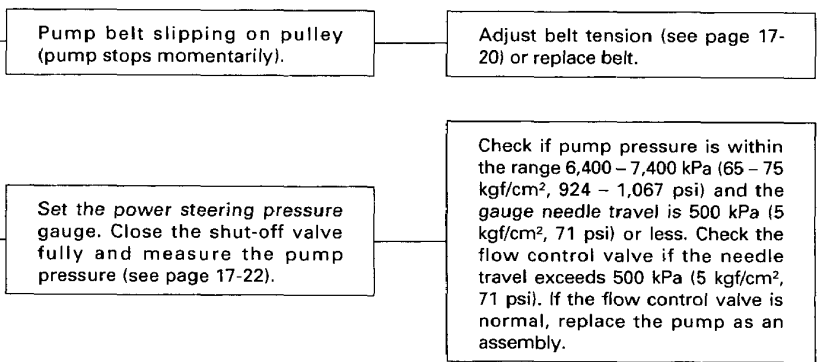 Pump belt slipping on pulley
(pump stops momentarily).
Adjust belt tension (see page 17-
20) or replace belt.
Set the power steering pressure
gauge. Close the shut-off valve
fully and measure the pump
pressure (see page 17-22).
Check if pump pressure is within
the range 6,400 – 7,400 kPa (65 – 75
kgf/cm², 924 – 1,067 psi) and the
gauge needle travel is 500 kPa (5
kgf/cm², 71 psi) or less. Check the
flow control valve if the needle
travel exceeds 500 kPa (5 kgf/cm²,
71 psi). If the flow control valve is
normal, replace the pump as an
assembly.